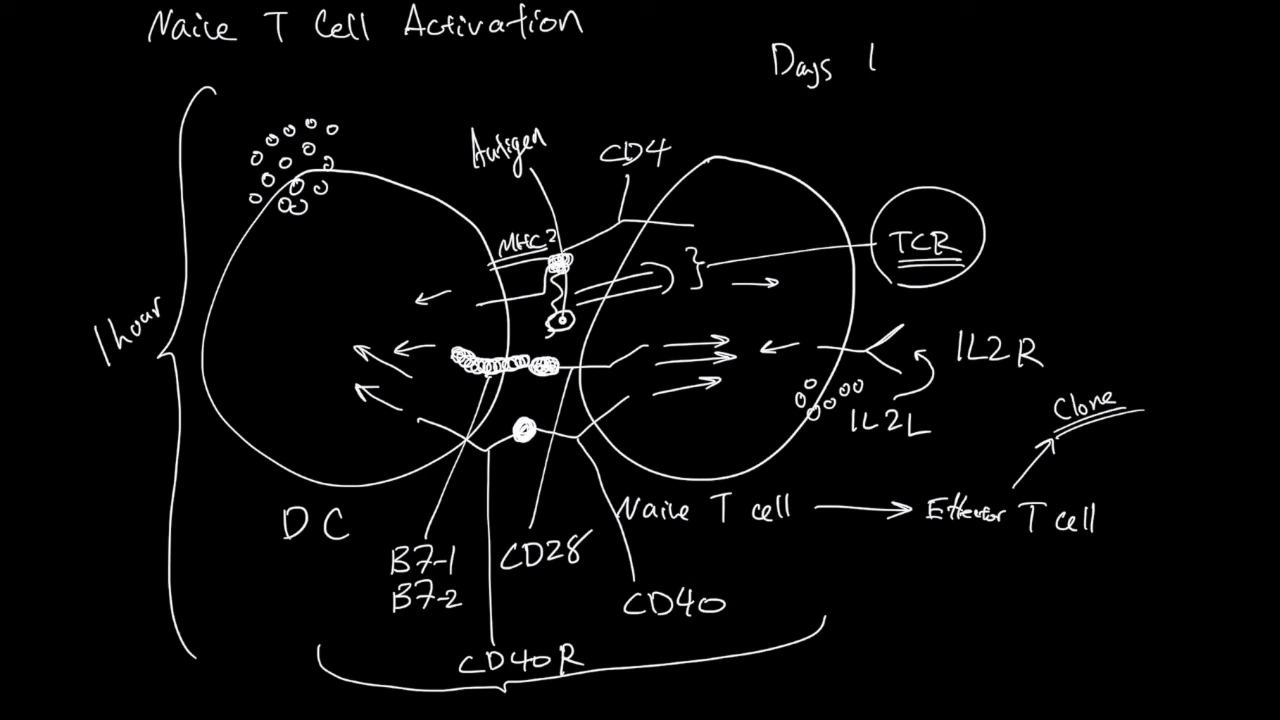 Naive T Cell Activation
Days 1
Antigen
CD4
MHC2
TCR
1 hour
IL2R
IL2L
Clone
Naive T cell
Effector T cell
DC
B7-1
B7-2
CD28
CD40
CD40R